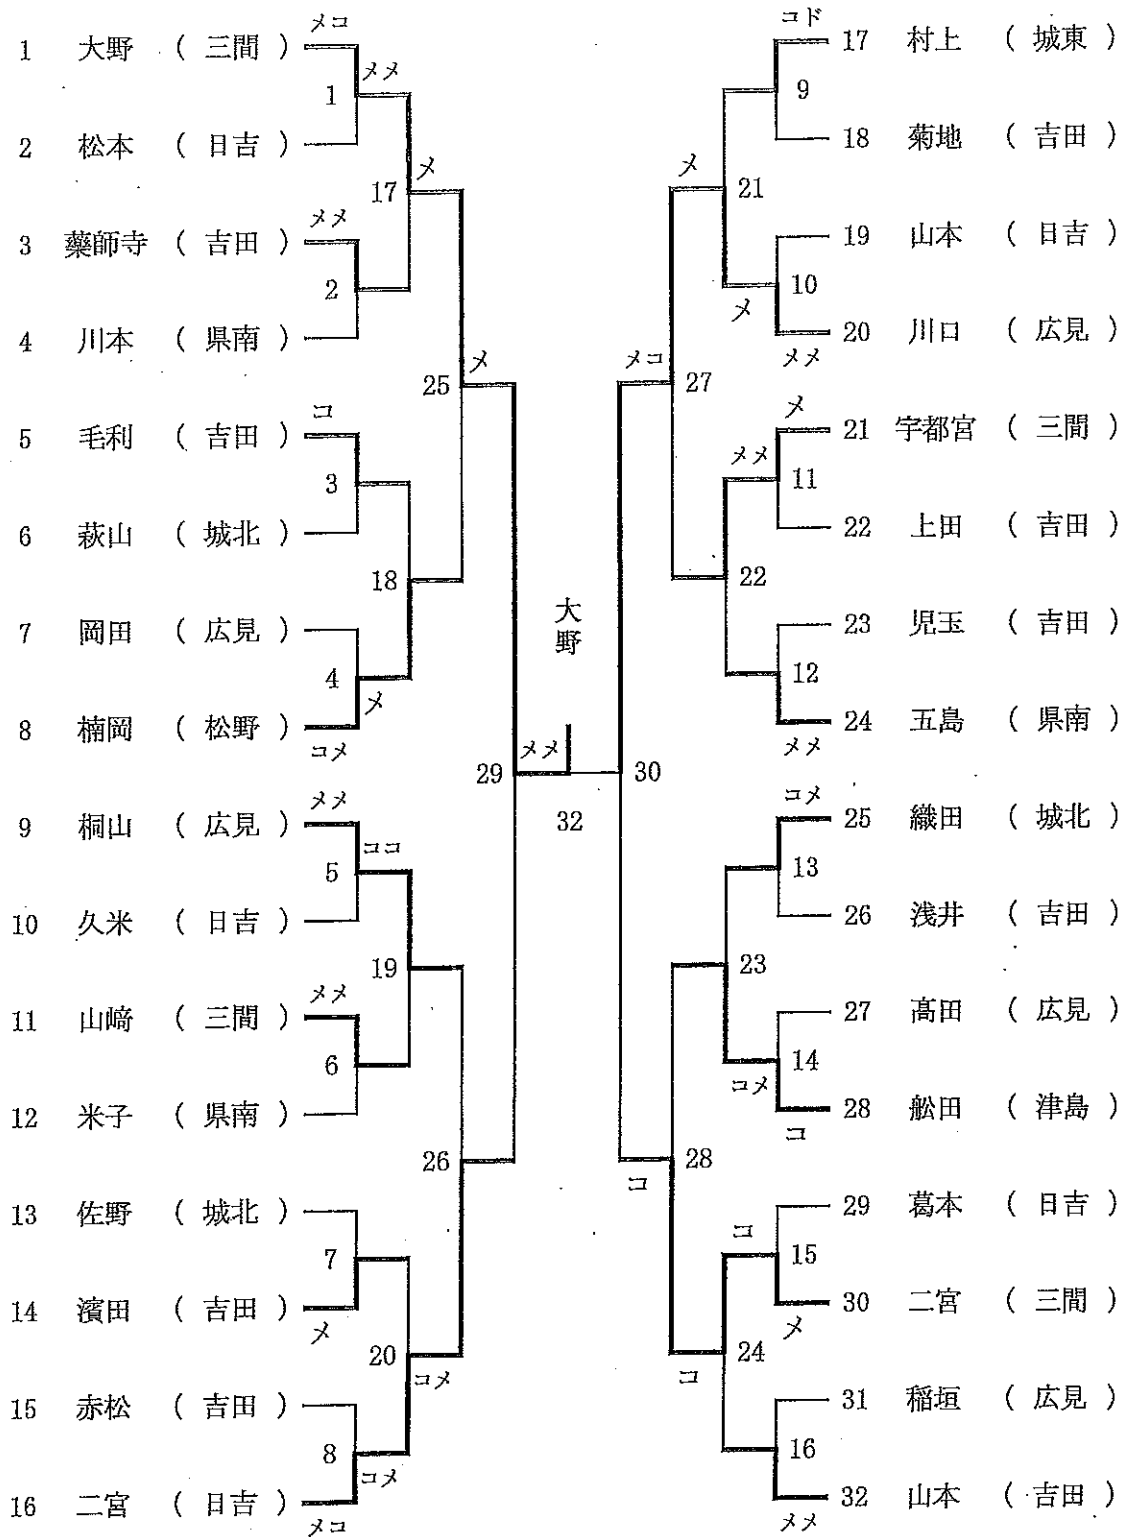 メコ
1 大野 ( 三間 )
メメ
1
2 松本 ( 日吉 )
17
メ
メメ
3 藥師寺 ( 吉田 )
2
4 川本 ( 県南 )
25
メ
コ
5 毛利 ( 吉田 )
3
6 萩山 ( 城北 )
18
7 岡田 ( 広見 )
4
メ
8 楠岡 ( 松野 )
コメ
29
メメ
大野
32
メメ
9 桐山 ( 広見 )
ココ
5
10 久米 ( 日吉 )
19
メメ
11 山﨑 ( 三間 )
6
12 米子 ( 県南 )
26
13 佐野 ( 城北 )
7
14 濱田 ( 吉田 )
メ
20
コメ
15 赤松 ( 吉田 )
8
コメ
16 二宮 ( 日吉 )
メコ
コド
17 村上 ( 城東 )
9
18 菊地 ( 吉田 )
メ
21
19 山本 ( 日吉 )
10
メ
20 川口 ( 広見 )
メメ
メコ
27
メ
21 宇都宮 ( 三間 )
メメ
11
22 上田 ( 吉田 )
22
23 児玉 ( 吉田 )
12
24 五島 ( 県南 )
メメ
30
コメ
25 織田 ( 城北 )
13
26 浅井 ( 吉田 )
23
27 髙田 ( 広見 )
14
コメ
28 舩田 ( 津島 )
コ
28
コ
29 葛本 ( 日吉 )
コ
15
30 二宮 ( 三間 )
メ
24
コ
31 稲垣 ( 広見 )
16
32 山本 ( 吉田 )
メメ